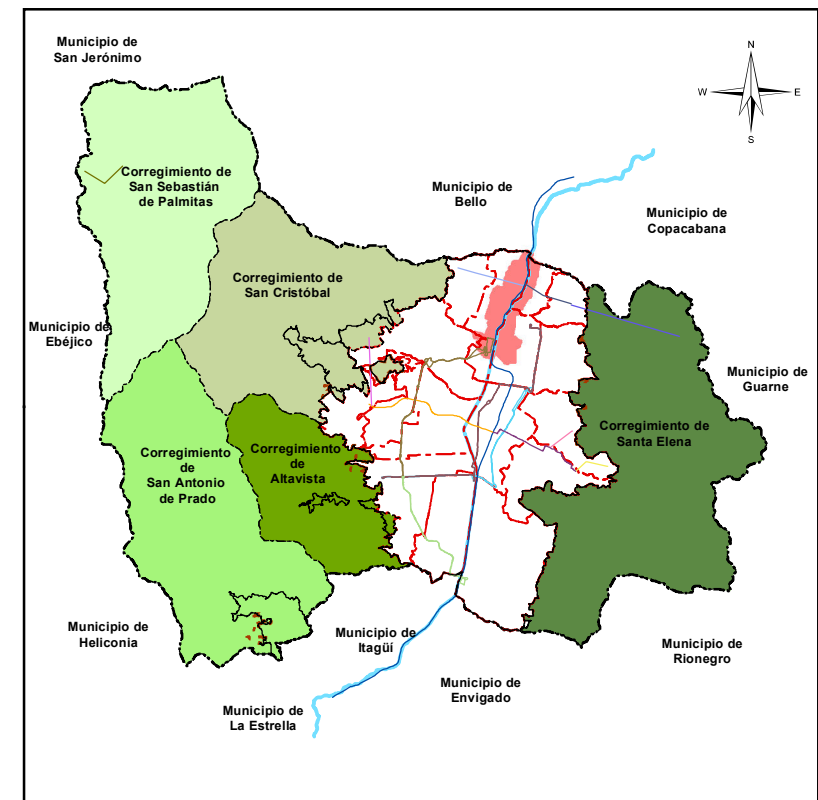 Municipio de
San Jerónimo
N
W
E
S
Corregimiento de
San Sebastián
de Palmitas
Municipio de
Bello
Municipio de
Copacabana
Corregimiento de
San Cristóbal
Municipio de
Ebéjico
Municipio de
Guarne
Corregimiento de
Santa Elena
Corregimiento
de
San Antonio
de Prado
Corregimiento
de
Altavista
Municipio de
Heliconia
Municipio de
Itagüí
Municipio de
Rionegro
Municipio de
Envigado
Municipio de
La Estrella